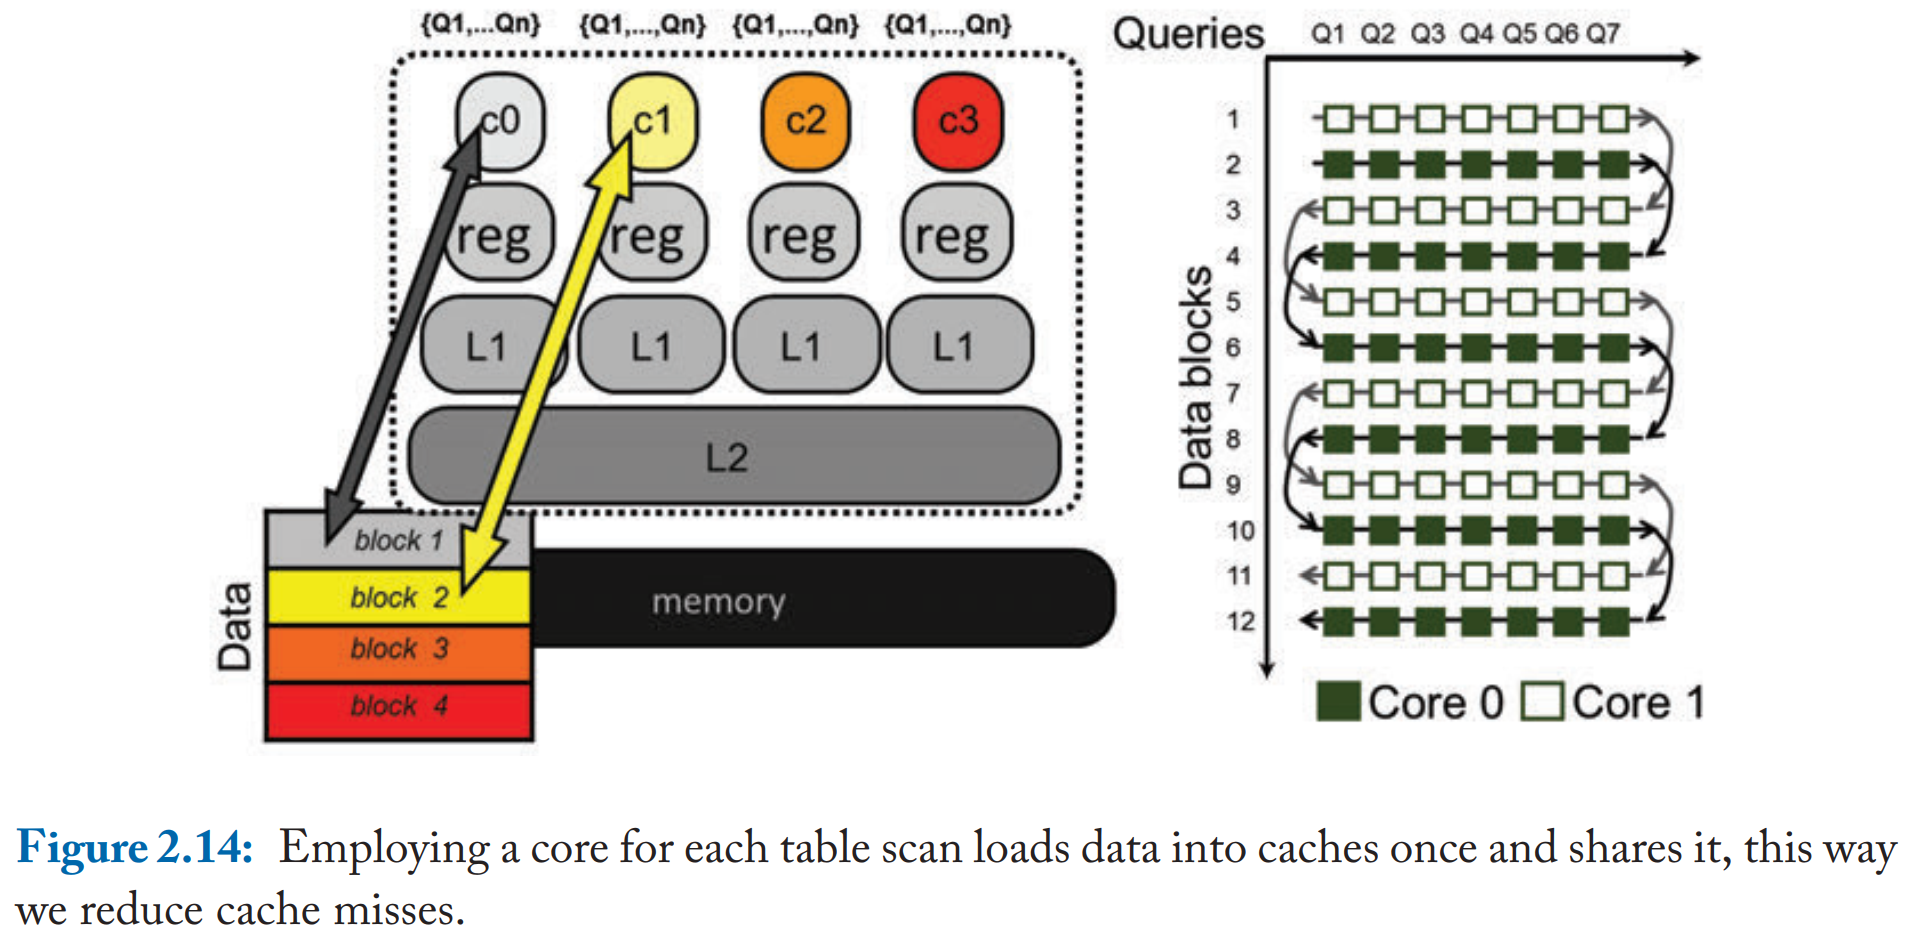 {Q1,...Qn} {Q1,...,Qn} {Q1,...,Qn} {Q1,...,Qn}
c0 c1 c2 c3
reg reg reg reg
L1 L1 L1 L1
L2
memory
Data
block 1
block 2
block 3
block 4
Queries Q1 Q2 Q3 Q4 Q5 Q6 Q7
Data blocks
1
2
3
4
5
6
7
8
9
10
11
12
Core 0 Core 1
Figure 2.14: Employing a core for each table scan loads data into caches once and shares it, this way
we reduce cache misses.